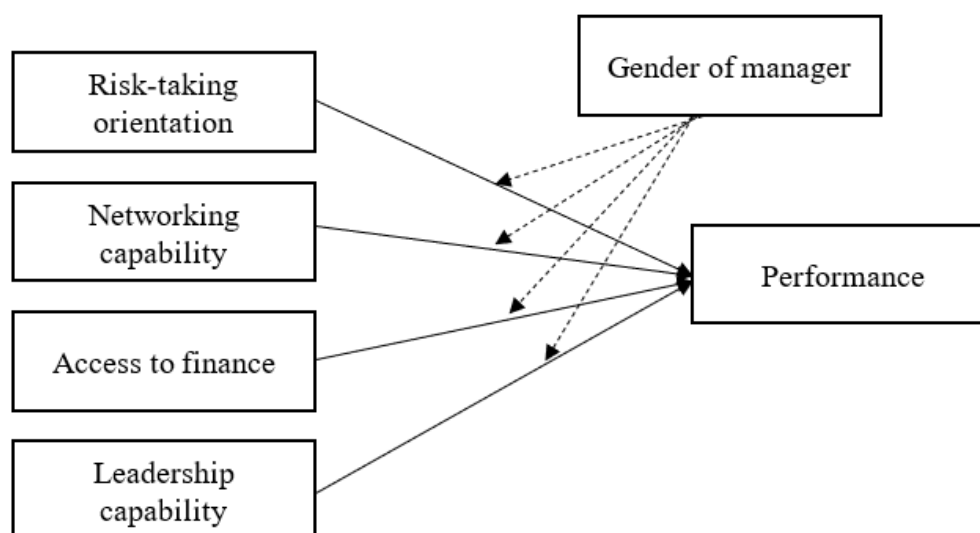 Gender of manager
Risk-taking
orientation
Networking
capability
Performance
Access to finance
Leadership
capability